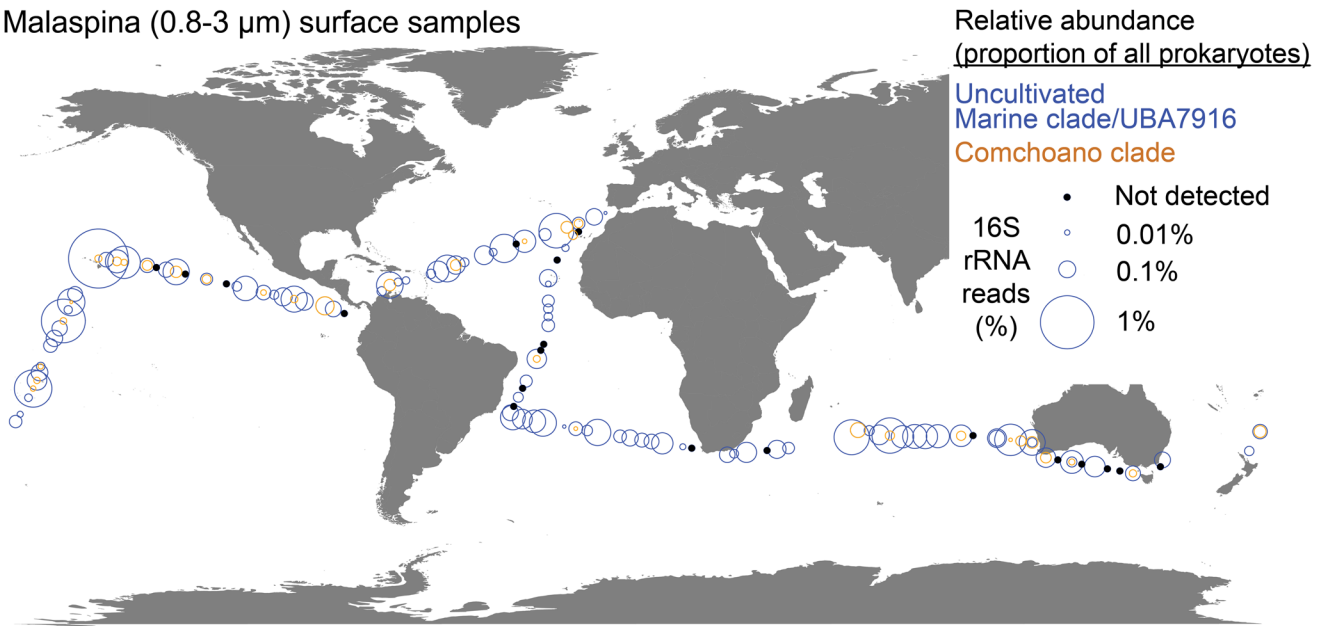 Malaspina (0.8-3 µm) surface samples
Relative abundance
(proportion of all prokaryotes)
Uncultivated
Marine clade/UBA7916
Comchoano clade
Not detected
16S
rRNA
reads
(%)
0.01%
0.1%
1%